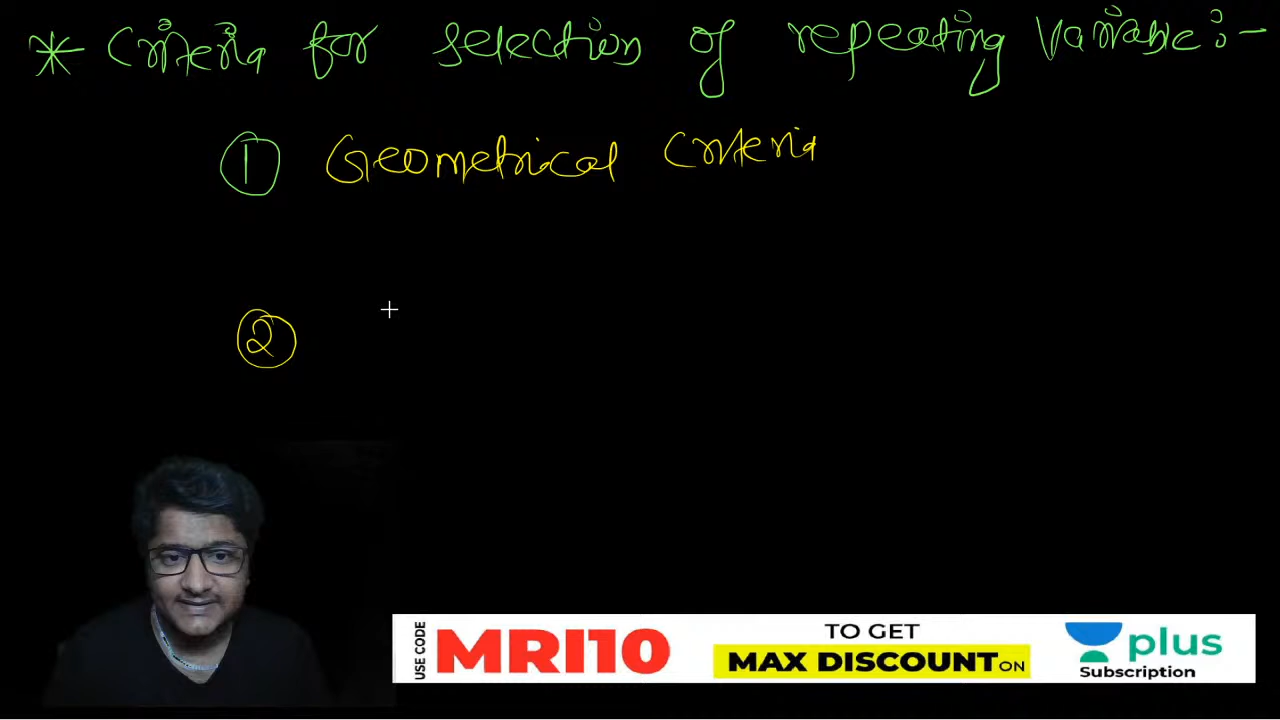 * Criteria for selection of repeating Variable :-
① Geometrical Criteria
②
USE CODE
MRI10
TO GET
MAX DISCOUNT ON
plus
Subscription